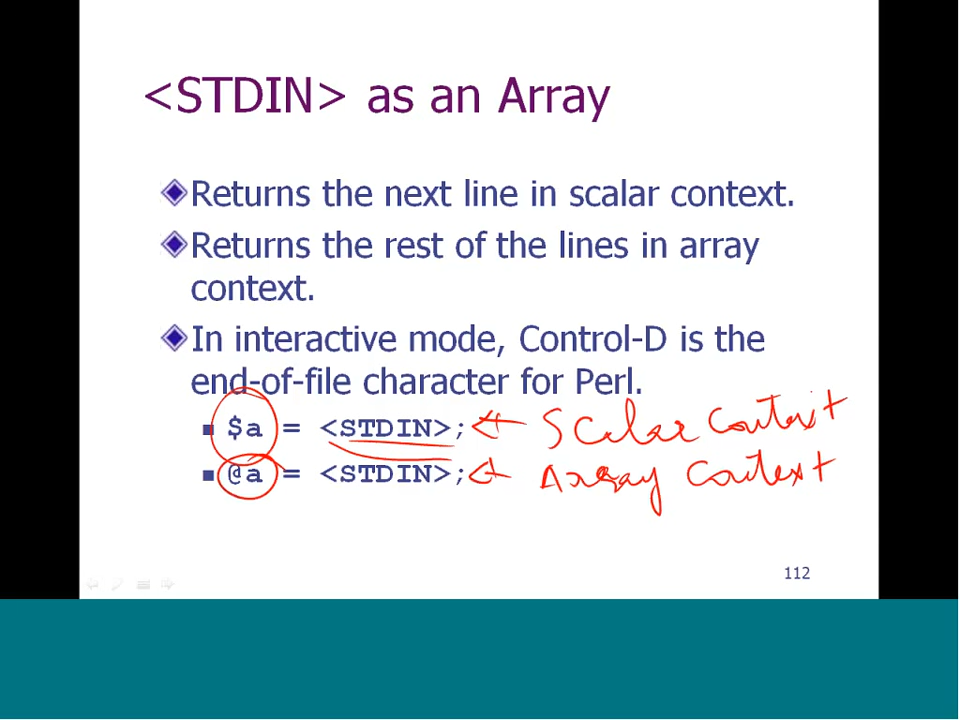 <STDIN> as an Array
Returns the next line in scalar context.
Returns the rest of the lines in array
context.
In interactive mode, Control-D is the
end-of-file character for Perl.
$a = <STDIN>; Scalar Context
@a = <STDIN>; Array Context
112